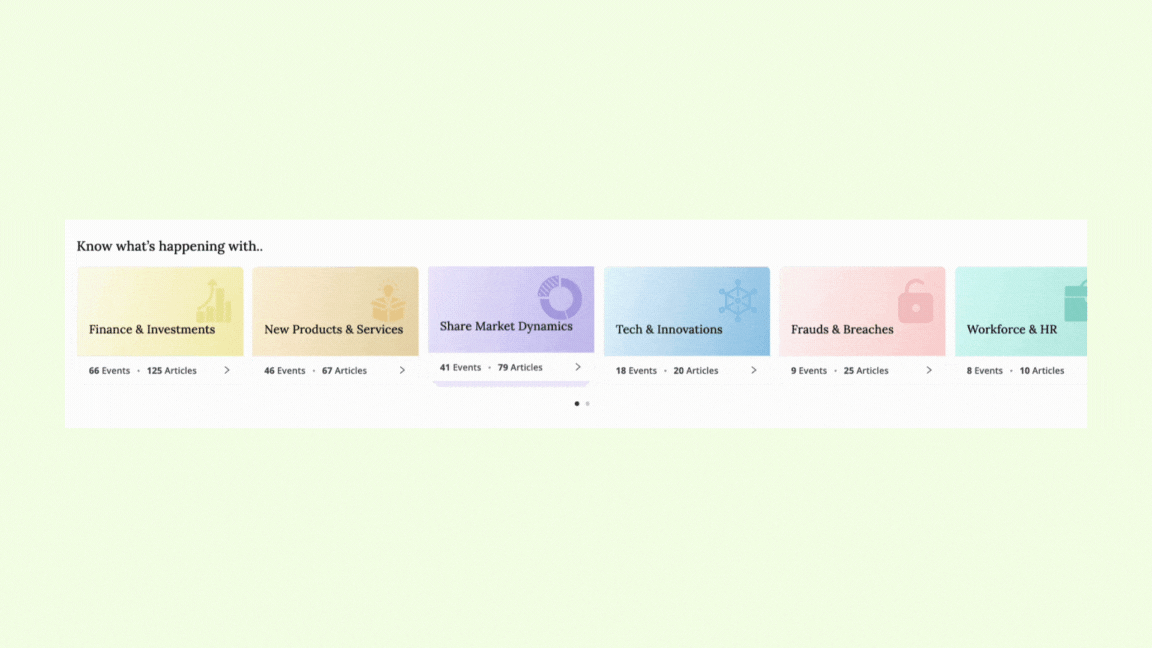 Know what’s happening with..
Finance & Investments
66 Events • 125 Articles
New Products & Services
46 Events • 67 Articles
Share Market Dynamics
41 Events • 79 Articles
Tech & Innovations
18 Events • 20 Articles
Frauds & Breaches
9 Events • 25 Articles
Workforce & HR
8 Events • 10 Articles